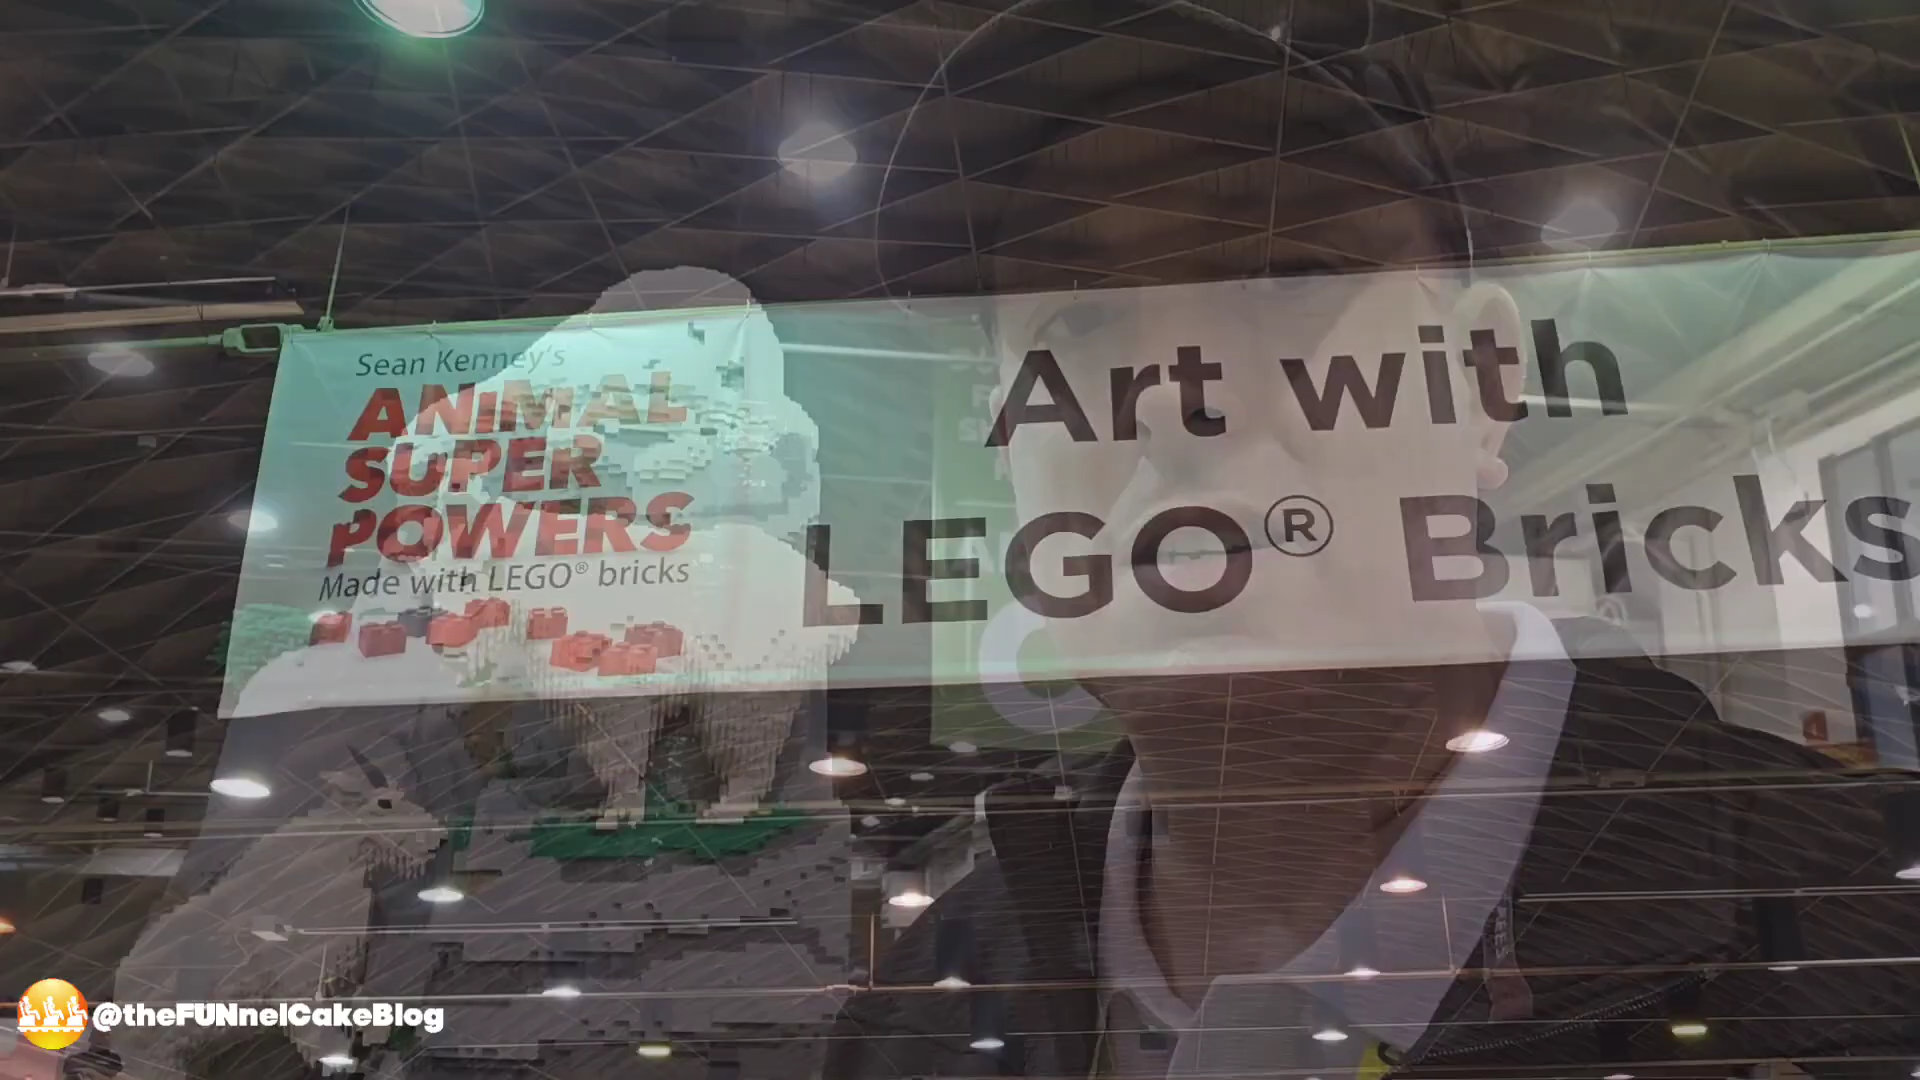 Sean Kenney's
ANIMAL
SUPER
POWERS
Made with LEGO® bricks
Art with
LEGO® Bricks
@theFUNnelCakeBlog